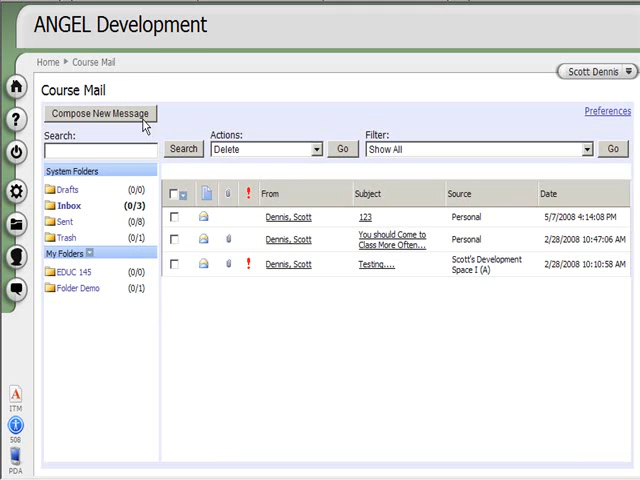 ANGEL Development
Home Course Mail
Scott Dennis
Course Mail
Compose New Message
Preferences
Search:
Actions:
Filter:
Search
Delete
Go
Show All
Go
System Folders
Drafts (0/0)
Inbox (0/3)
Sent (0/8)
Trash (0/1)
My Folders
EDUC 145 (0/0)
Folder Demo (0/1)
! From Subject Source Date
Dennis, Scott 123 Personal 5/7/2008 4:14:08 PM
Dennis, Scott You should Come to Personal 2/28/2008 10:47:06 AM
Class More Often...
! Dennis, Scott Testing.... Scott's Development 2/28/2008 10:10:58 AM
Space I (A)
A
ITM
508
PDA